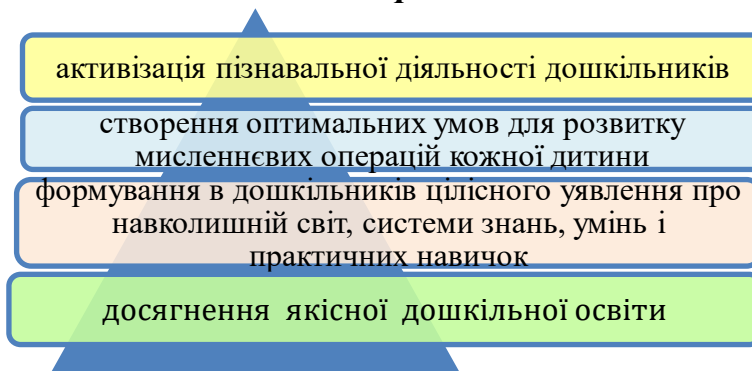 активізація пізнавальної діяльності дошкільників
створення оптимальних умов для розвитку
мисленнєвих операцій кожної дитини
формування в дошкільників цілісного уявлення про
навколишній світ, системи знань, умінь і
практичних навичок
досягнення якісної дошкільної освіти